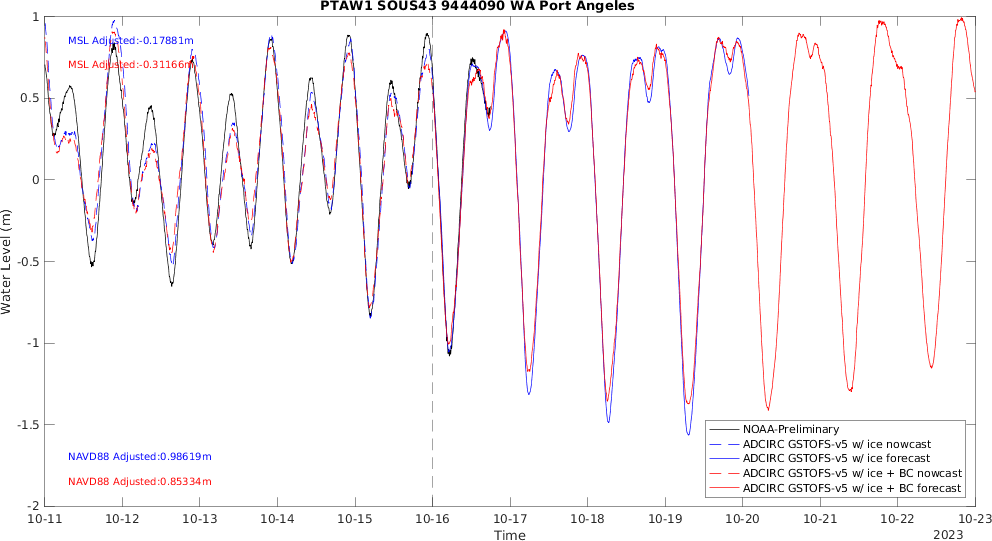 PTAW1 SOUS43 9444090 WA Port Angeles
MSL Adjusted:-0.17881m
MSL Adjusted:-0.31166m
NAVD88 Adjusted:0.98619m
NAVD88 Adjusted:0.85334m
Water Level (m)
1
0.5
0
-0.5
-1
-1.5
-2
NOAA-Preliminary
ADCIRC GSTOFS-v5 w/ ice nowcast
ADCIRC GSTOFS-v5 w/ ice forecast
ADCIRC GSTOFS-v5 w/ ice + BC nowcast
ADCIRC GSTOFS-v5 w/ ice + BC forecast
10-11 10-12 10-13 10-14 10-15 10-16 10-17 10-18 10-19 10-20 10-21 10-22 10-23
Time
2023